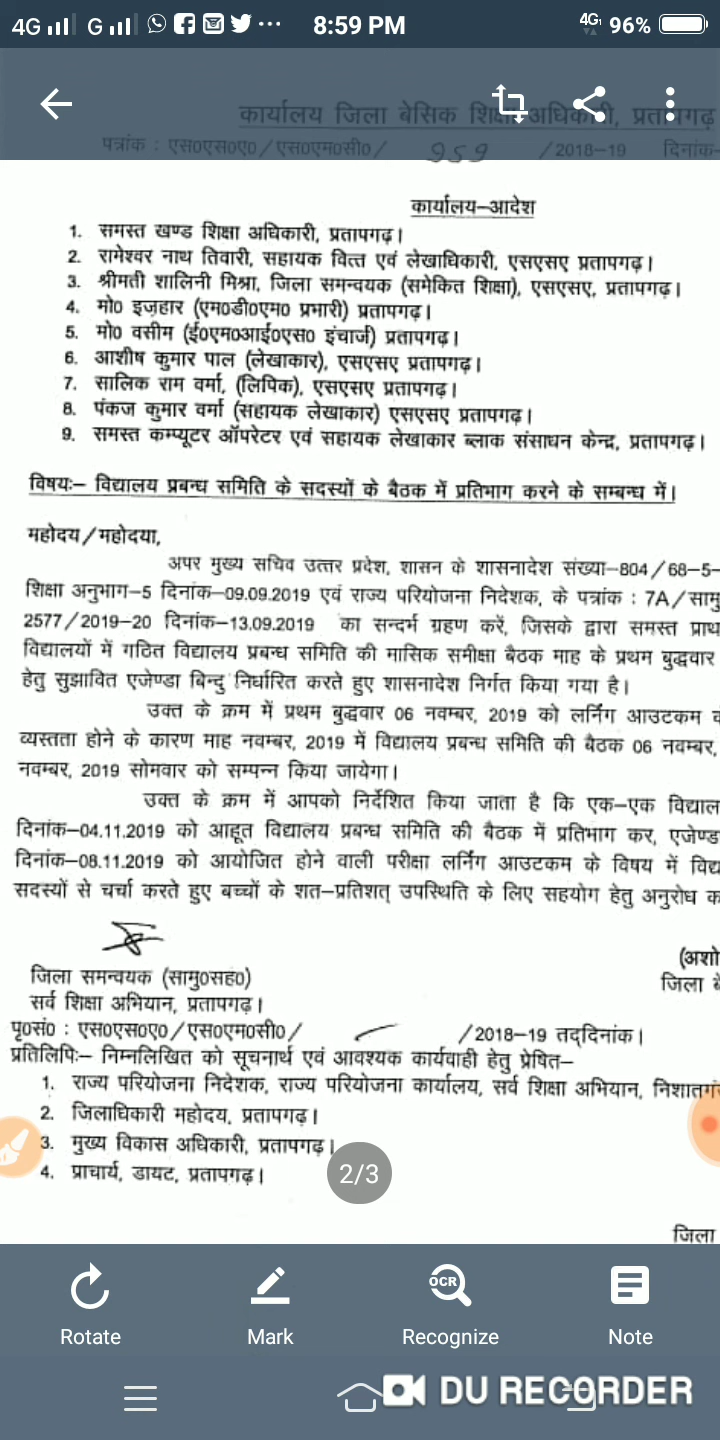 4G G ... 8:59 PM 4G 96%
कार्यालय जिला बेसिक शिक्षा अधिकारी, प्रतापगढ़
पत्रांक : एस0एस0ए0/एस0एम0सी0/ 959 /2018-19 दिनांक-
कार्यालय-आदेश
1. समस्त खण्ड शिक्षा अधिकारी, प्रतापगढ़।
2. रामेश्वर नाथ तिवारी, सहायक वित्त एवं लेखाधिकारी, एसएसए प्रतापगढ़।
3. श्रीमती शालिनी मिश्रा, जिला समन्वयक (समेकित शिक्षा), एसएसए, प्रतापगढ़।
4. मो0 इज़हार (एम0डी0एम0 प्रभारी) प्रतापगढ़।
5. मो0 वसीम (ई0एम0आई0एस0 इंचार्ज) प्रतापगढ़।
6. आशीष कुमार पाल (लेखाकार), एसएसए प्रतापगढ़।
7. सालिक राम वर्मा, (लिपिक), एसएसए प्रतापगढ़।
8. पंकज कुमार वर्मा (सहायक लेखाकार) एसएसए प्रतापगढ़।
9. समस्त कम्प्यूटर ऑपरेटर एवं सहायक लेखाकार ब्लाक संसाधन केन्द्र, प्रतापगढ़।
विषयः- विद्यालय प्रबन्ध समिति के सदस्यों के बैठक में प्रतिभाग करने के सम्बन्ध में।
महोदय/महोदया,
अपर मुख्य सचिव उत्तर प्रदेश, शासन के शासनादेश संख्या-804/68-5-
शिक्षा अनुभाग-5 दिनांक-09.09.2019 एवं राज्य परियोजना निदेशक, के पत्रांक : 7A/सामु
2577/2019-20 दिनांक-13.09.2019 का सन्दर्भ ग्रहण करें, जिसके द्वारा समस्त प्राथ
विद्यालयों में गठित विद्यालय प्रबन्ध समिति की मासिक समीक्षा बैठक माह के प्रथम बुद्धवार
हेतु सुझावित एजेण्डा बिन्दु निर्धारित करते हुए शासनादेश निर्गत किया गया है।
उक्त के क्रम में प्रथम बुद्धवार 06 नवम्बर, 2019 को लर्निंग आउटकम
व्यस्तता होने के कारण माह नवम्बर, 2019 में विद्यालय प्रबन्ध समिति की बैठक 06 नवम्बर,
नवम्बर, 2019 सोमवार को सम्पन्न किया जायेगा।
उक्त के क्रम में आपको निर्देशित किया जाता है कि एक-एक विद्याल
दिनांक-04.11.2019 को आहूत विद्यालय प्रबन्ध समिति की बैठक में प्रतिभाग कर, एजेण्ड
दिनांक-08.11.2019 को आयोजित होने वाली परीक्षा लर्निंग आउटकम के विषय में विद्य
सदस्यों से चर्चा करते हुए बच्चों के शत-प्रतिशत् उपस्थिति के लिए सहयोग हेतु अनुरोध क
(अशो
जिला समन्वयक (सामु0सह0) जिला बे
सर्व शिक्षा अभियान, प्रतापगढ़।
पृ0सं0 : एस0एस0ए0/एस0एम0सी0/ /2018-19 तद्दिनांक।
प्रतिलिपिः- निम्नलिखित को सूचनार्थ एवं आवश्यक कार्यवाही हेतु प्रेषित-
1. राज्य परियोजना निदेशक, राज्य परियोजना कार्यालय, सर्व शिक्षा अभियान, निशातगं
2. जिलाधिकारी महोदय, प्रतापगढ़।
3. मुख्य विकास अधिकारी, प्रतापगढ़।
4. प्राचार्य, डायट, प्रतापगढ़।
2/3
जिला
OCR
Rotate Mark Recognize Note
DU RECORDER